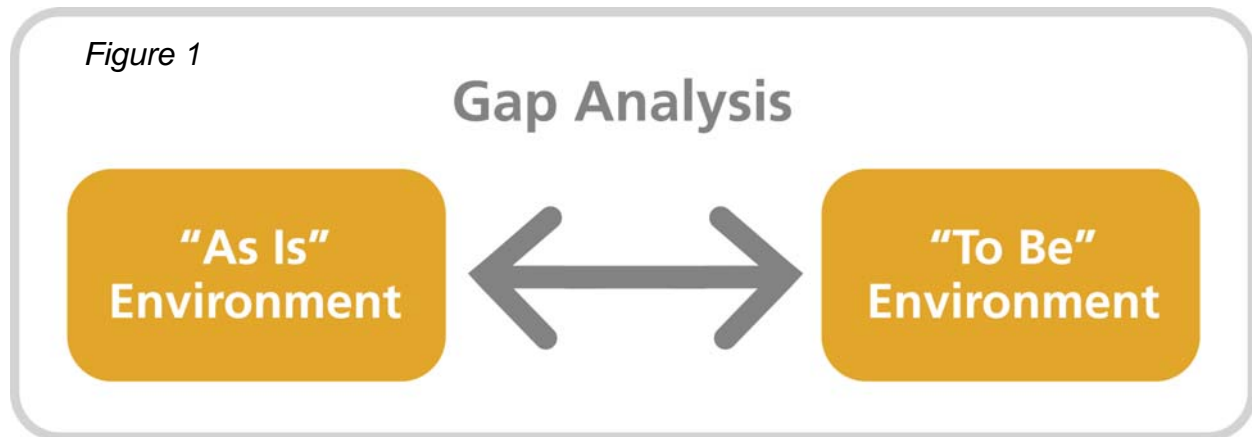 Figure 1
Gap Analysis
“As Is”
Environment
“To Be”
Environment